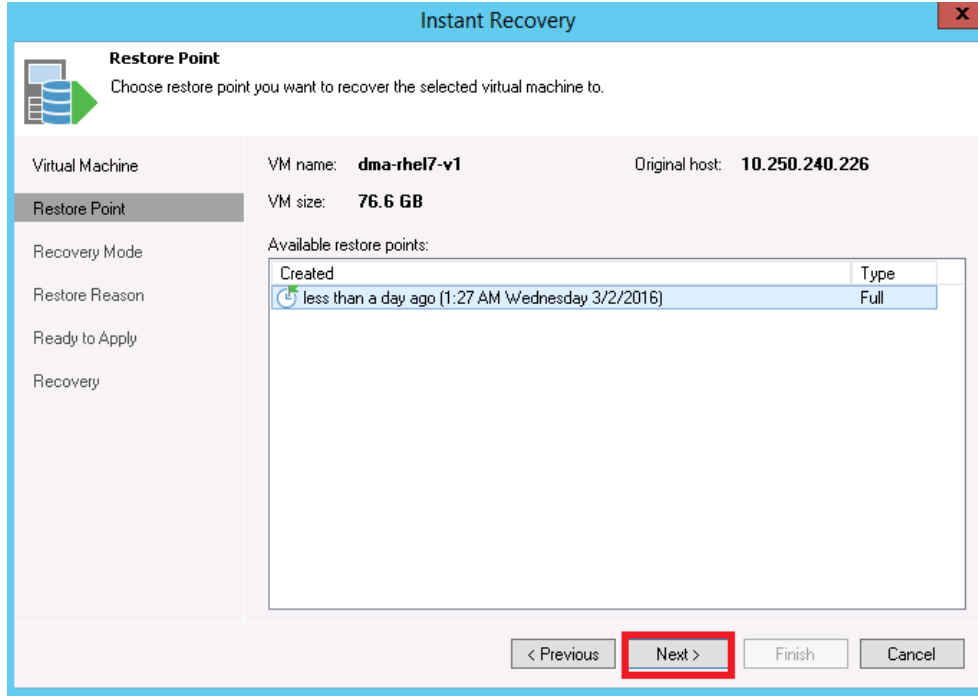 Instant Recovery
x
Restore Point
Choose restore point you want to recover the selected virtual machine to.
Virtual Machine
Restore Point
Recovery Mode
Restore Reason
Ready to Apply
Recovery
VM name: dma-rhel7-v1 Original host: 10.250.240.226
VM size: 76.6 GB
Available restore points:
Created Type
less than a day ago (1:27 AM Wednesday 3/2/2016) Full
< Previous Next > Finish Cancel